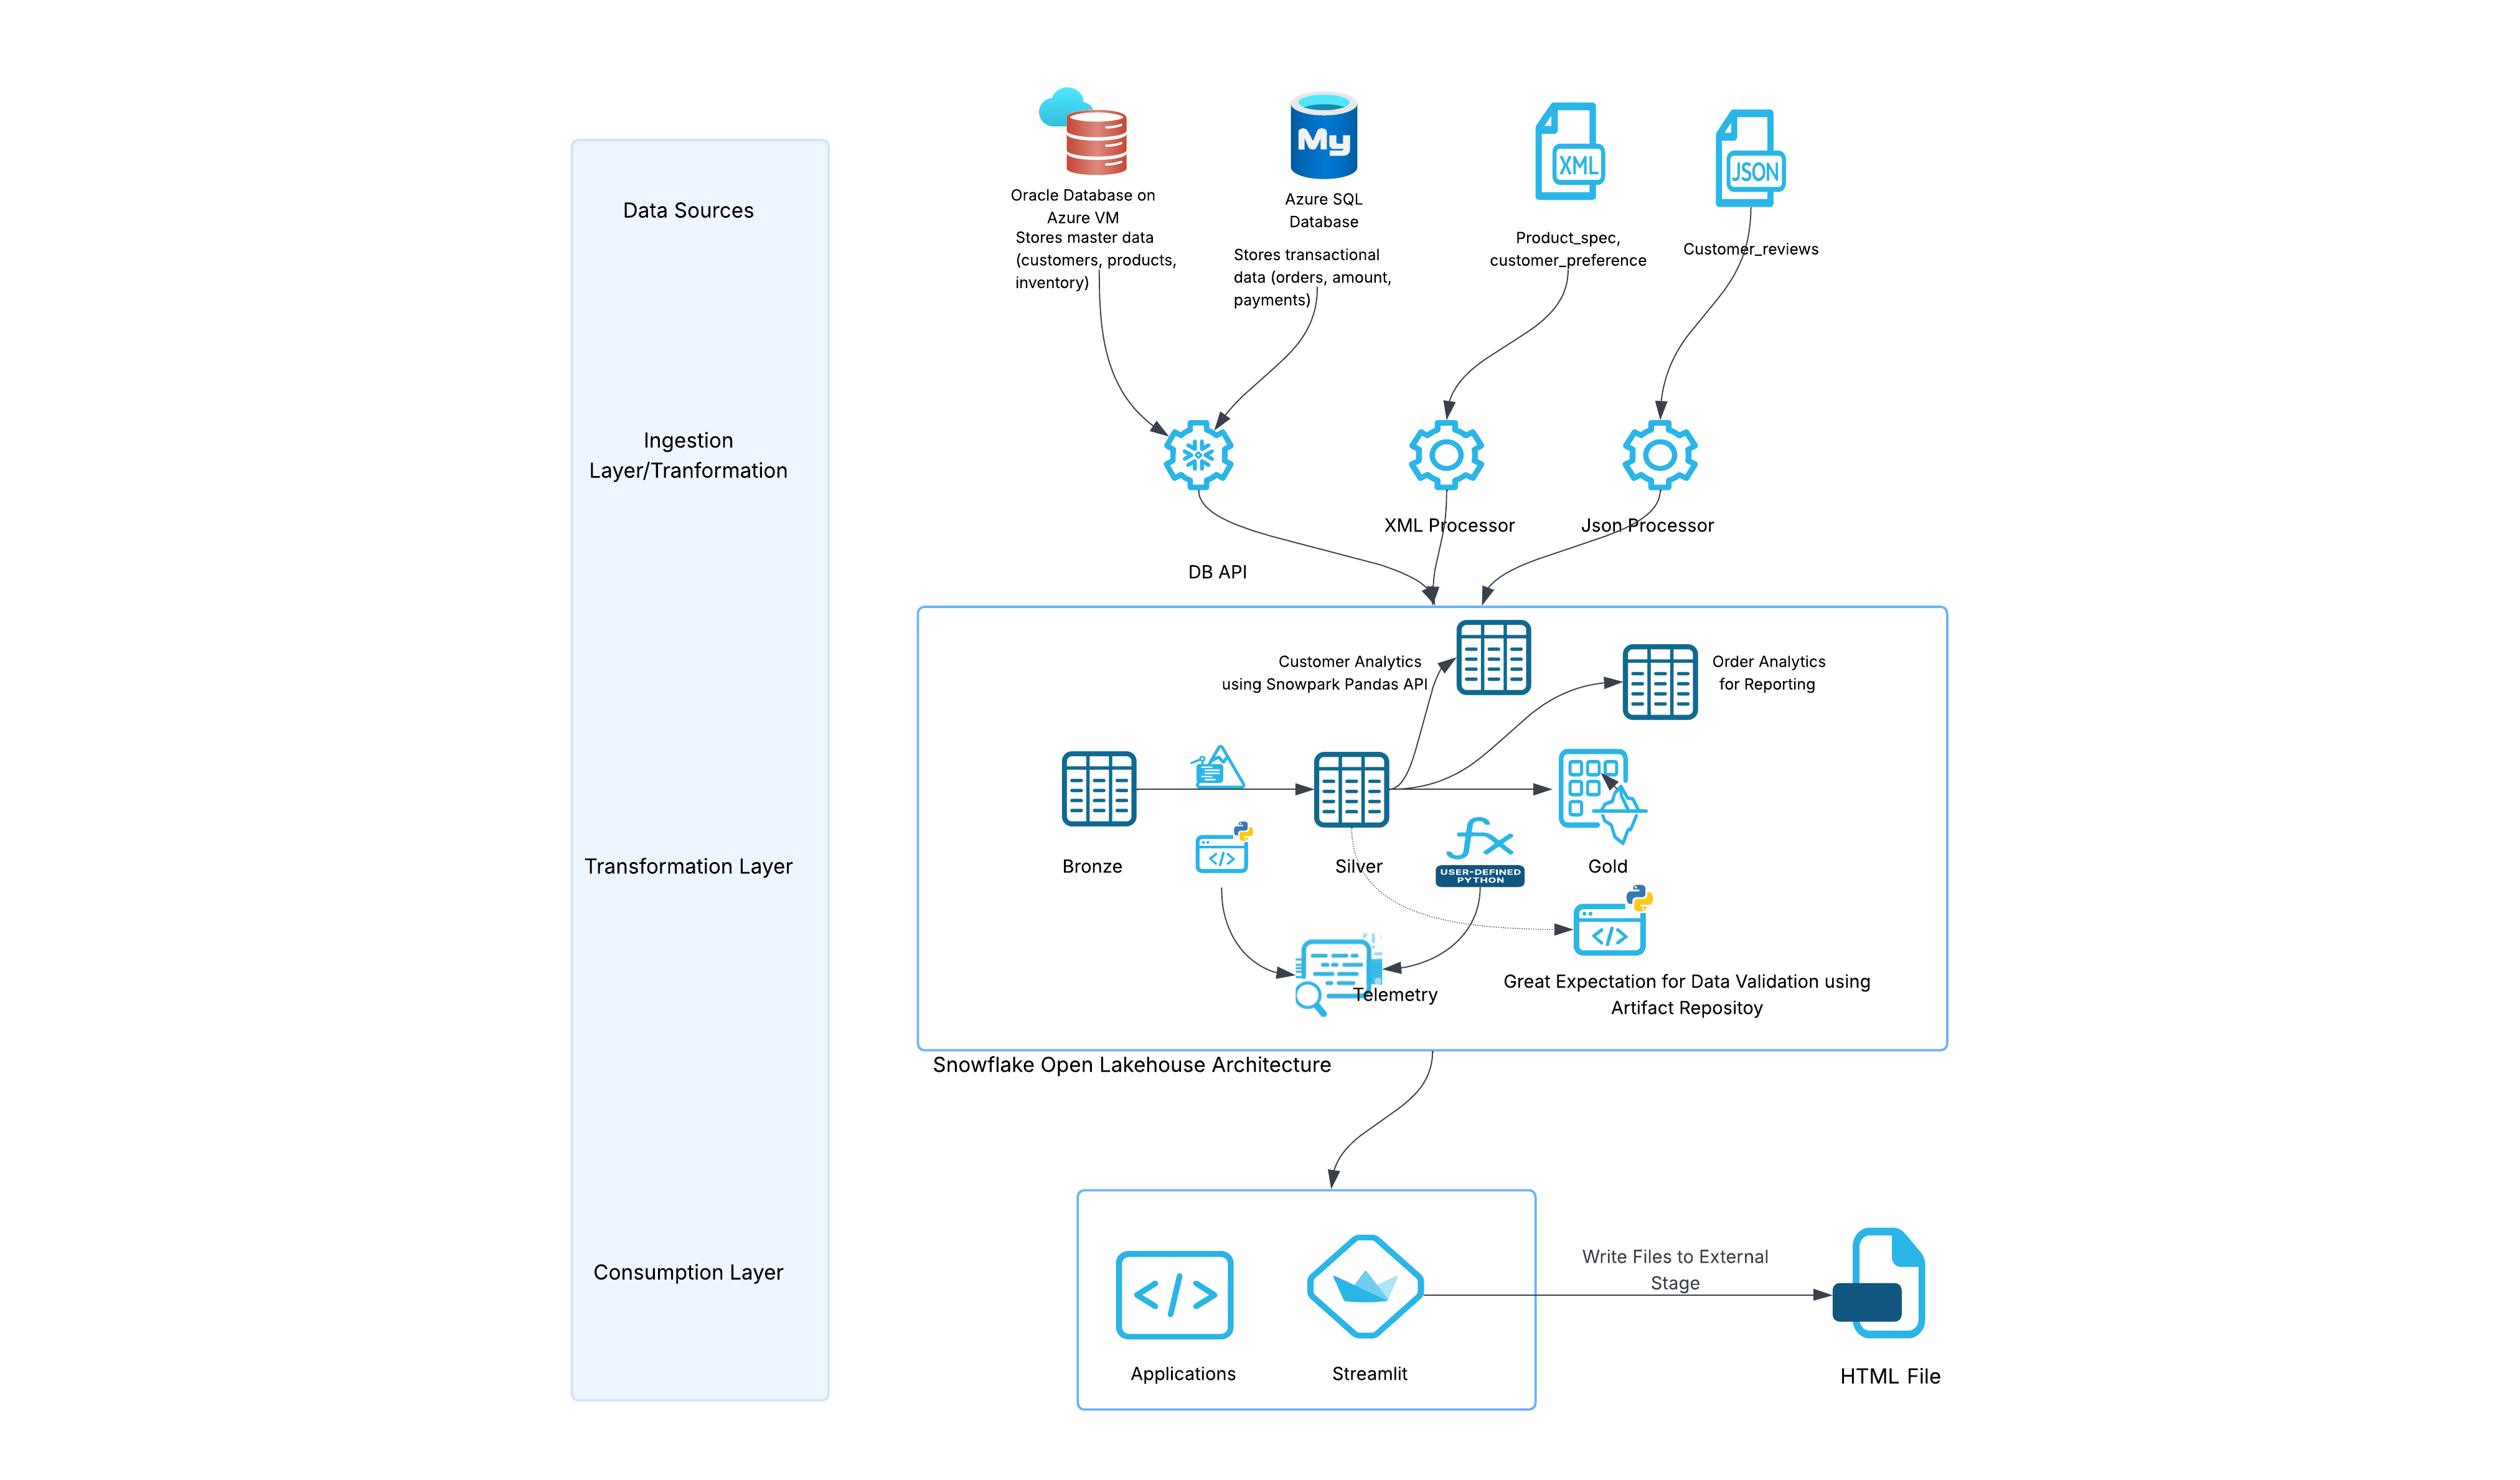 My
XML
JSON
Oracle Database on
Azure VM
Stores master data
(customers, products,
inventory)
Azure SQL
Database
Stores transactional
data (orders, amount,
payments)
Product_spec,
customer_preference
Customer_reviews
Data Sources
Ingestion
Layer/Tranformation
XML Processor
Json Processor
DB API
Customer Analytics
using Snowpark Pandas API
Order Analytics
for Reporting
Transformation Layer
Bronze
</>
Silver
fx
USER-DEFINED
PYTHON
Gold
</>
Telemetry
Great Expectation for Data Validation using
Artifact Repositoy
Snowflake Open Lakehouse Architecture
Consumption Layer
</>
Applications
Streamlit
Write Files to External
Stage
HTML File